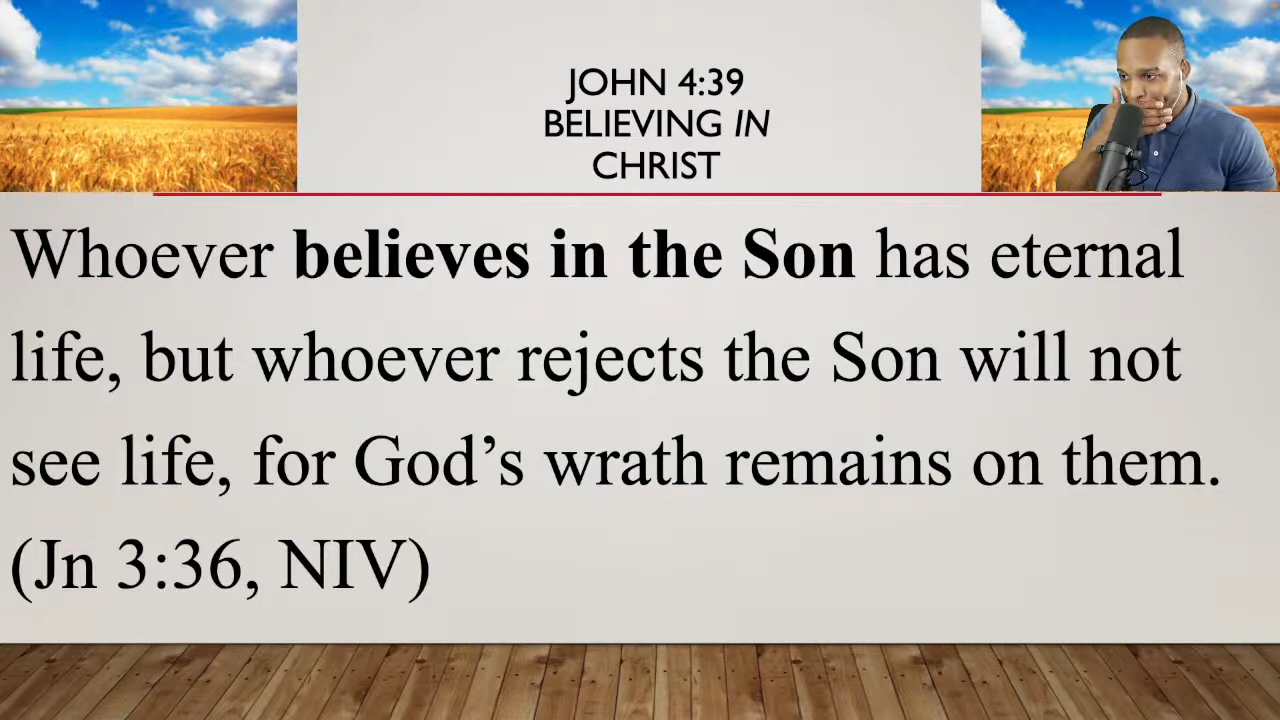 JOHN 4:39
BELIEVING IN
CHRIST
Whoever believes in the Son has eternal
life, but whoever rejects the Son will not
see life, for God’s wrath remains on them.
(Jn 3:36, NIV)